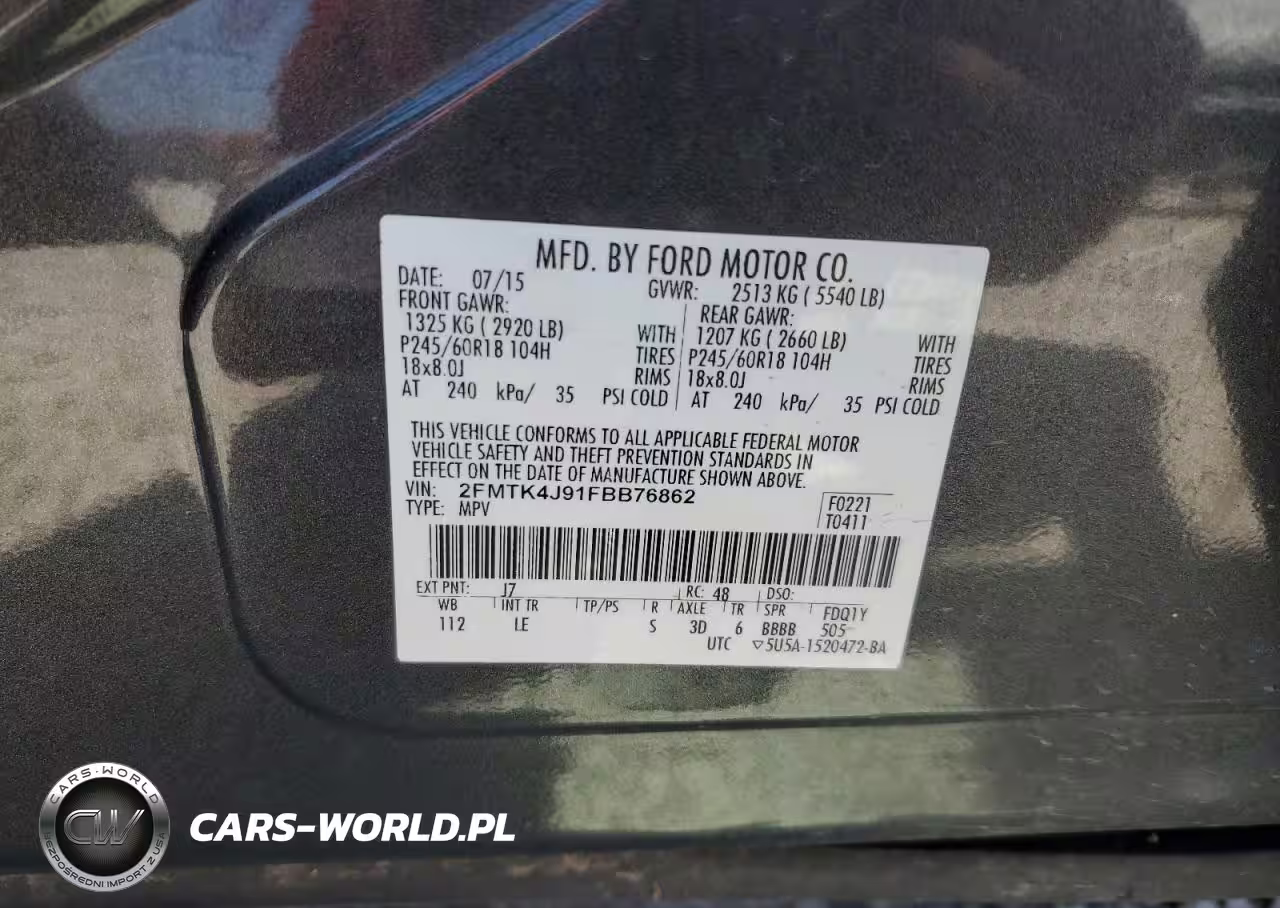 MFD. BY FORD MOTOR CO.
DATE: 07/15 GVWR: 2513 KG ( 5540 LB)
FRONT GAWR: REAR GAWR:
1325 KG ( 2920 LB) WITH 1207 KG ( 2660 LB) WITH
P245/60R18 104H TIRES P245/60R18 104H TIRES
18x8.0J RIMS 18x8.0J RIMS
AT 240 kPa/ 35 PSI COLD AT 240 kPa/ 35 PSI COLD
THIS VEHICLE CONFORMS TO ALL APPLICABLE FEDERAL MOTOR
VEHICLE SAFETY AND THEFT PREVENTION STANDARDS IN
EFFECT ON THE DATE OF MANUFACTURE SHOWN ABOVE.
VIN: 2FMTK4J91FBB76862
TYPE: MPV
F0221
T0411
EXT PNT: J7 RC: 48 DSO:
WB INT TR TP/PS R AXLE TR SPR FDQ1Y
112 I.E S 3D 6 BBBB 505
UTC ▽5U5A-1520472-BA
CARS-WORLD
CW
BEZPOŚREDNI IMPORT Z USA
CARS-WORLD.PL